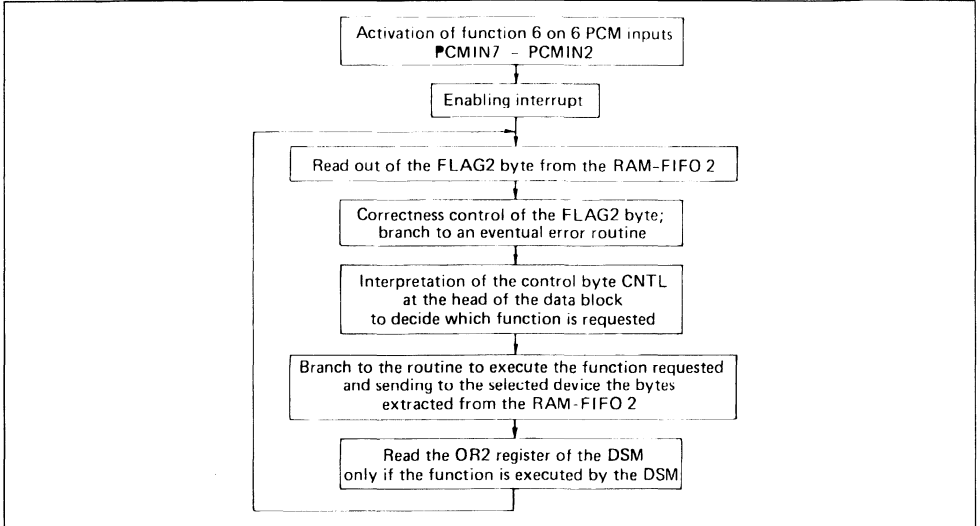 Activation of function 6 on 6 PCM inputs
PCMIN7 - PCMIN2
Enabling interrupt
Read out of the FLAG2 byte from the RAM-FIFO 2
Correctness control of the FLAG2 byte;
branch to an eventual error routine
Interpretation of the control byte CNTL
at the head of the data block
to decide which function is requested
Branch to the routine to execute the function requested
and sending to the selected device the bytes
extracted from the RAM-FIFO 2
Read the OR2 register of the DSM
only if the function is executed by the DSM